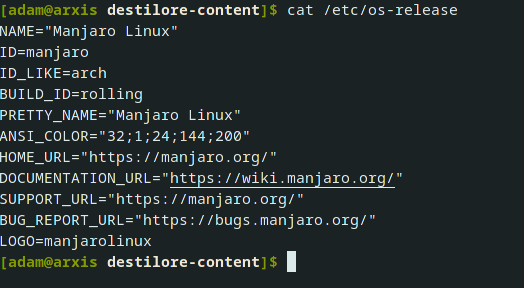 [adam@arxis destilore-content]$ cat /etc/os-release
NAME="Manjaro Linux"
ID=manjaro
ID_LIKE=arch
BUILD_ID=rolling
PRETTY_NAME="Manjaro Linux"
ANSI_COLOR="32;1;24;144;200"
HOME_URL="https://manjaro.org/"
DOCUMENTATION_URL="https://wiki.manjaro.org/"
SUPPORT_URL="https://manjaro.org/"
BUG_REPORT_URL="https://bugs.manjaro.org/"
LOGO=manjarolinux
[adam@arxis destilore-content]$